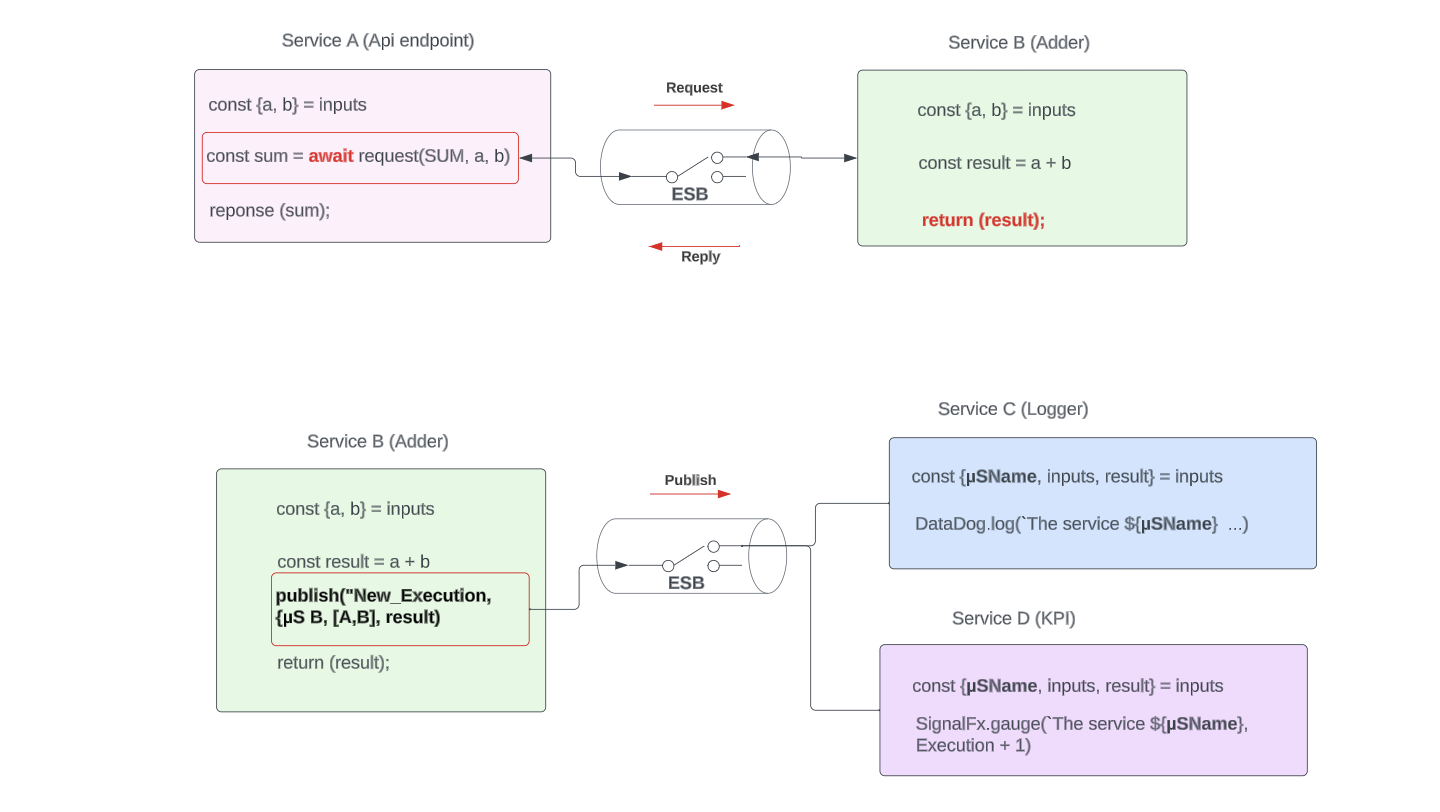 Service A (Api endpoint)
const {a, b} = inputs
const sum = await request(SUM, a, b)
reponse (sum);
Request
ESB
Reply
Service B (Adder)
const {a, b} = inputs
const result = a + b
return (result);
Service B (Adder)
const {a, b} = inputs
const result = a + b
publish("New_Execution,
{µS B, [A,B], result)
return (result);
Publish
ESB
Service C (Logger)
const {µSName, inputs, result} = inputs
DataDog.log(`The service ${µSName} ...)
Service D (KPI)
const {µSName, inputs, result} = inputs
SignalFx.gauge(`The service ${µSName},
Execution + 1)